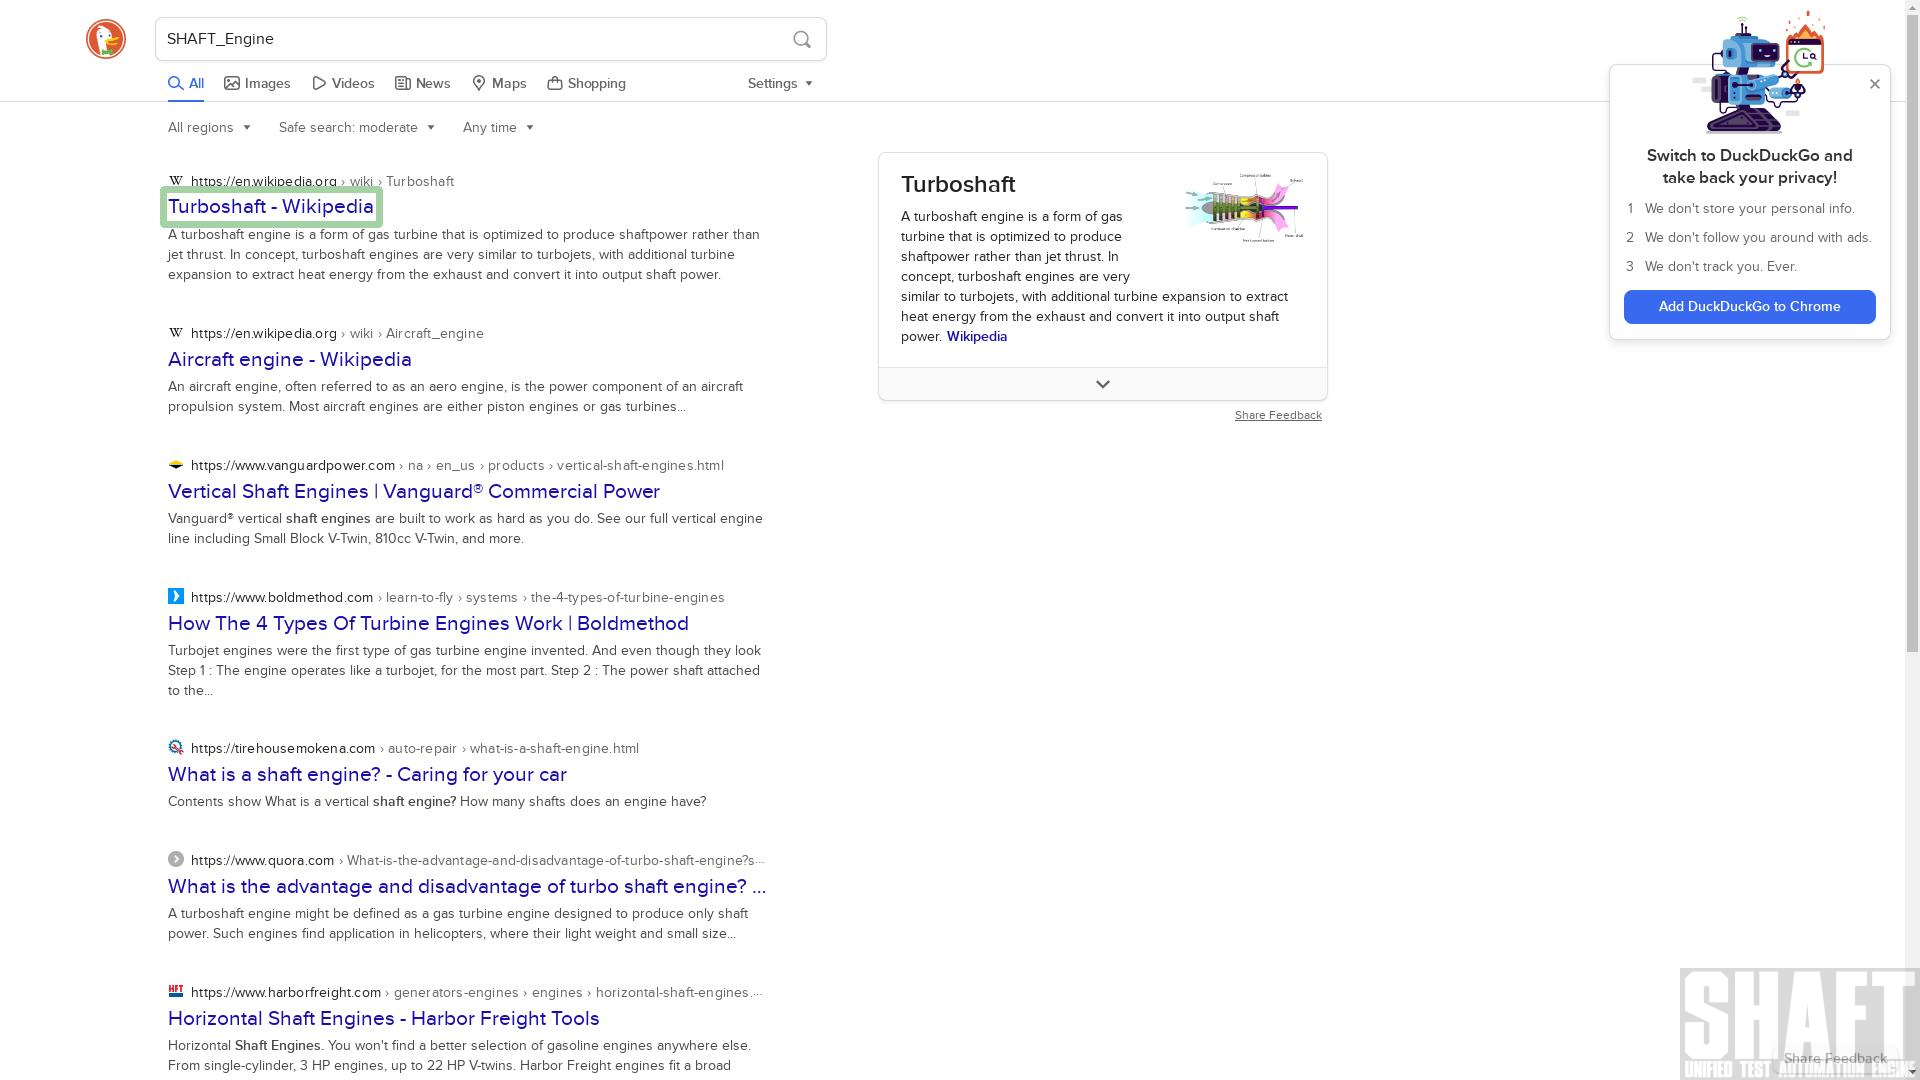 SHAFT_Engine
All
Images
Videos
News
Maps
Shopping
Settings
All regions
Safe search: moderate
Any time
https://en.wikipedia.org › wiki › Turboshaft
Turboshaft - Wikipedia
A turboshaft engine is a form of gas turbine that is optimized to produce shaftpower rather than
jet thrust. In concept, turboshaft engines are very similar to turbojets, with additional turbine
expansion to extract heat energy from the exhaust and convert it into output shaft power.
https://en.wikipedia.org › wiki › Aircraft_engine
Aircraft engine - Wikipedia
An aircraft engine, often referred to as an aero engine, is the power component of an aircraft
propulsion system. Most aircraft engines are either piston engines or gas turbines...
https://www.vanguardpower.com › na › en_us › products › vertical-shaft-engines.html
Vertical Shaft Engines | Vanguard® Commercial Power
Vanguard® vertical shaft engines are built to work as hard as you do. See our full vertical engine
line including Small Block V-Twin, 810cc V-Twin, and more.
https://www.boldmethod.com › learn-to-fly › systems › the-4-types-of-turbine-engines
How The 4 Types Of Turbine Engines Work | Boldmethod
Turbojet engines were the first type of gas turbine engine invented. And even though they look
Step 1 : The engine operates like a turbojet, for the most part. Step 2 : The power shaft attached
to the...
https://tirehousemokena.com › auto-repair › what-is-a-shaft-engine.html
What is a shaft engine? - Caring for your car
Contents show What is a vertical shaft engine? How many shafts does an engine have?
https://www.quora.com › What-is-the-advantage-and-disadvantage-of-turbo-shaft-engine?s...
What is the advantage and disadvantage of turbo shaft engine? ...
A turboshaft engine might be defined as a gas turbine engine designed to produce only shaft
power. Such engines find application in helicopters, where their light weight and small size...
https://www.harborfreight.com › generators-engines › engines › horizontal-shaft-engines....
Horizontal Shaft Engines - Harbor Freight Tools
Horizontal Shaft Engines. You won't find a better selection of gasoline engines anywhere else.
From single-cylinder, 3 HP engines, up to 22 HP V-twins. Harbor Freight engines fit a broad
Turboshaft
A turboshaft engine is a form of gas
turbine that is optimized to produce
shaftpower rather than jet thrust. In
concept, turboshaft engines are very
similar to turbojets, with additional turbine expansion to extract
heat energy from the exhaust and convert it into output shaft
power. Wikipedia
Share Feedback
Switch to DuckDuckGo and
take back your privacy!
1 We don't store your personal info.
2 We don't follow you around with ads.
3 We don't track you. Ever.
Add DuckDuckGo to Chrome
SHAFT
Share Feedback
UNIFIED TEST AUTOMATION ENGINE